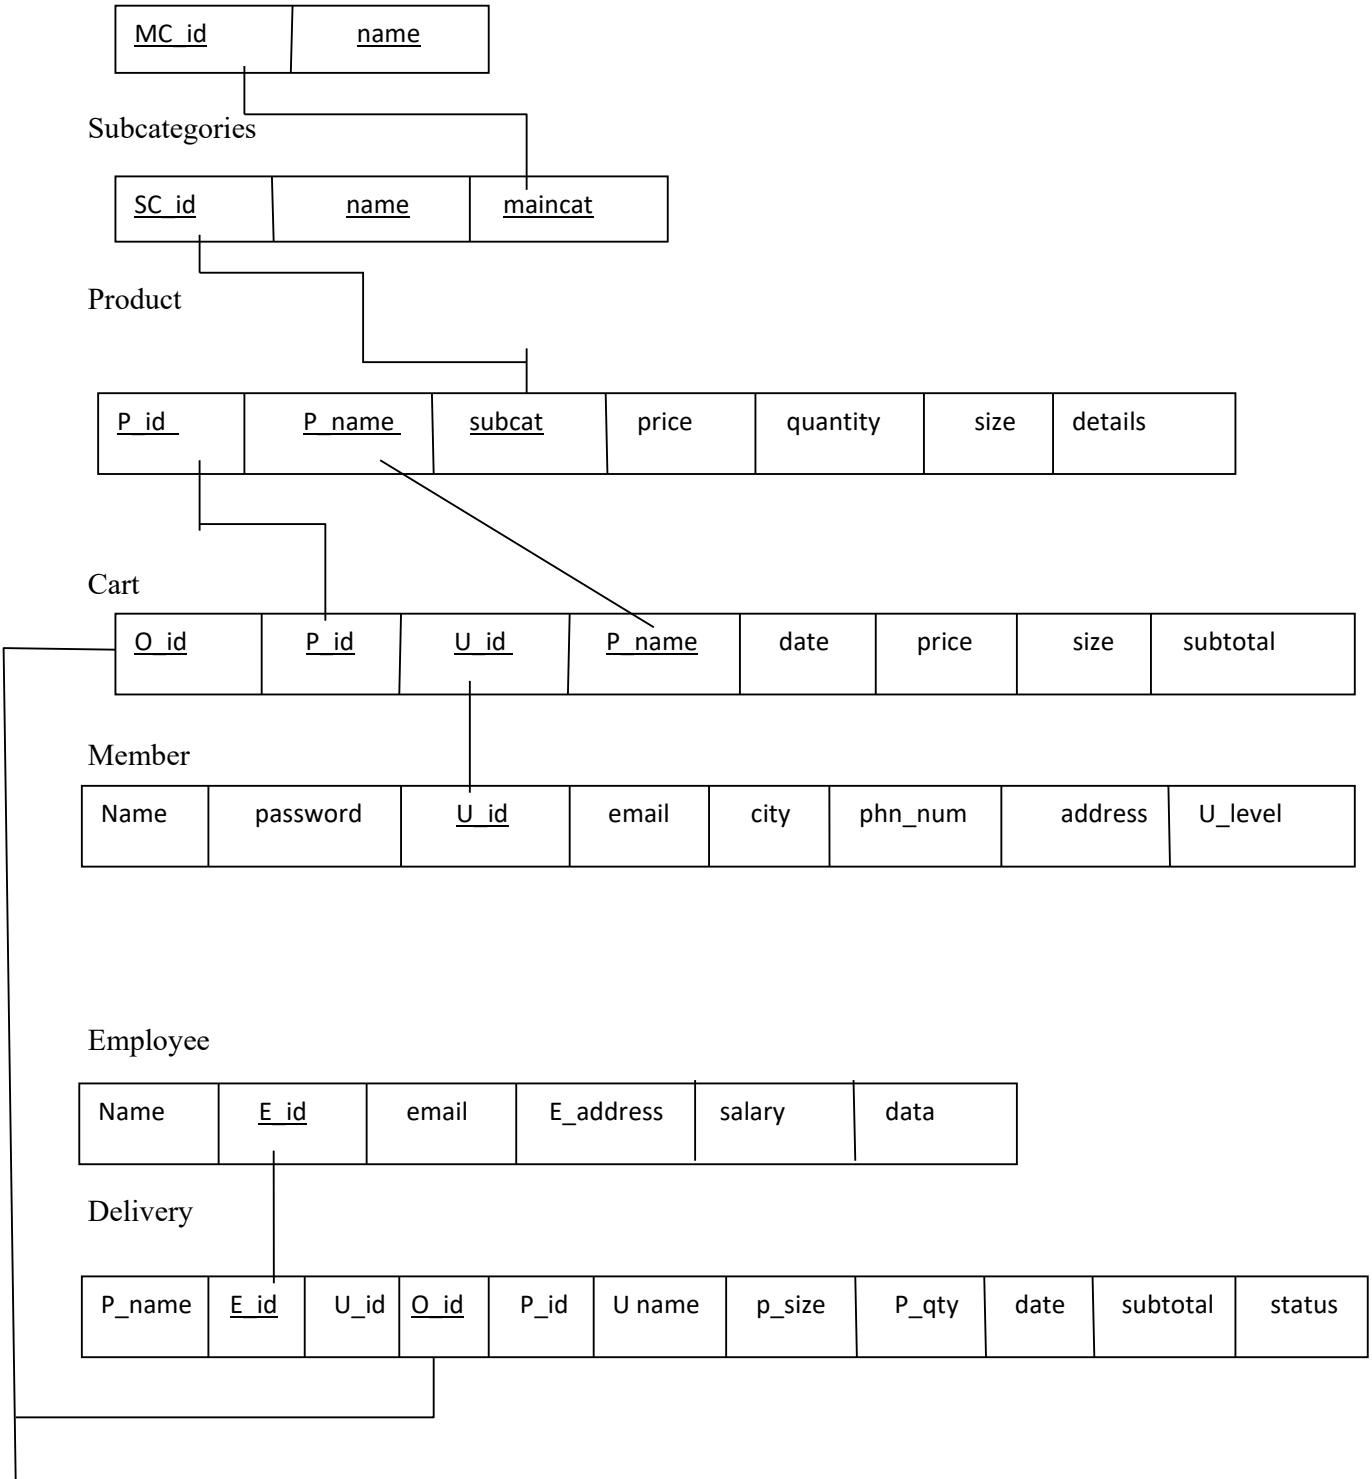 MC_id name
Subcategories
SC_id name maincat
Product
P_id P_name subcat price quantity size details
Cart
O_id P_id U_id P_name date price size subtotal
Member
Name password U_id email city phn_num address U_level
Employee
Name E_id email E_address salary data
Delivery
P_name E_id U_id O_id P_id U name p_size P_qty date subtotal status